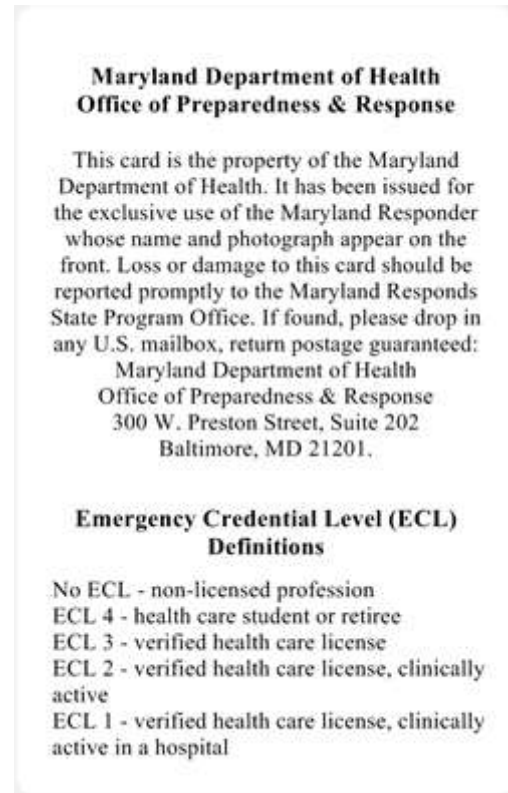 Maryland Department of Health
Office of Preparedness & Response
This card is the property of the Maryland
Department of Health. It has been issued for
the exclusive use of the Maryland Responder
whose name and photograph appear on the
front. Loss or damage to this card should be
reported promptly to the Maryland Responds
State Program Office. If found, please drop in
any U.S. mailbox, return postage guaranteed:
Maryland Department of Health
Office of Preparedness & Response
300 W. Preston Street, Suite 202
Baltimore, MD 21201.
Emergency Credential Level (ECL)
Definitions
No ECL - non-licensed profession
ECL 4 - health care student or retiree
ECL 3 - verified health care license
ECL 2 - verified health care license, clinically
active
ECL 1 - verified health care license, clinically
active in a hospital